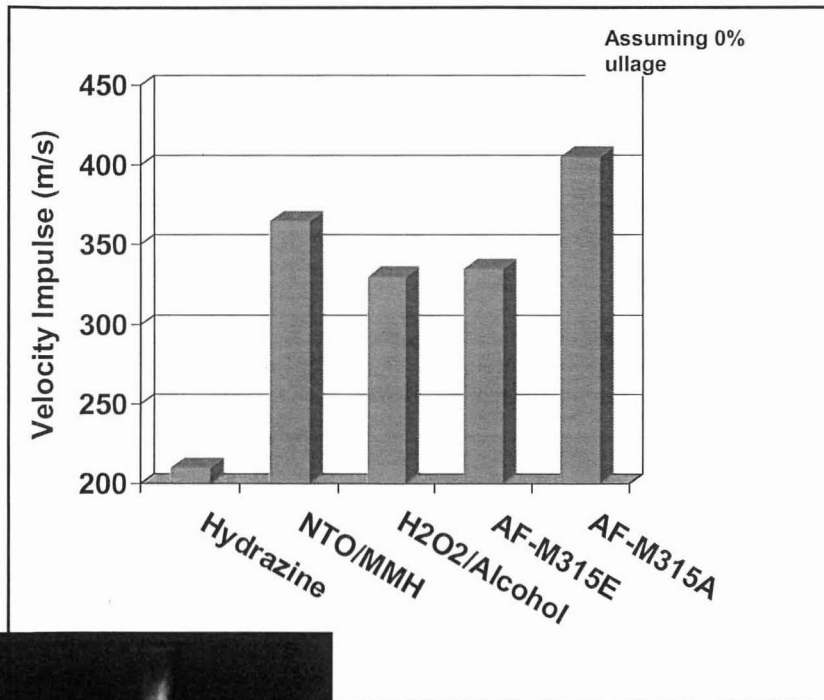 Assuming 0%
ullage
450
400
350
300
250
200
Velocity Impulse (m/s)
Hydrazine
NTO/MMH
H2O2/Alcohol
AF-M315E
AF-M315A